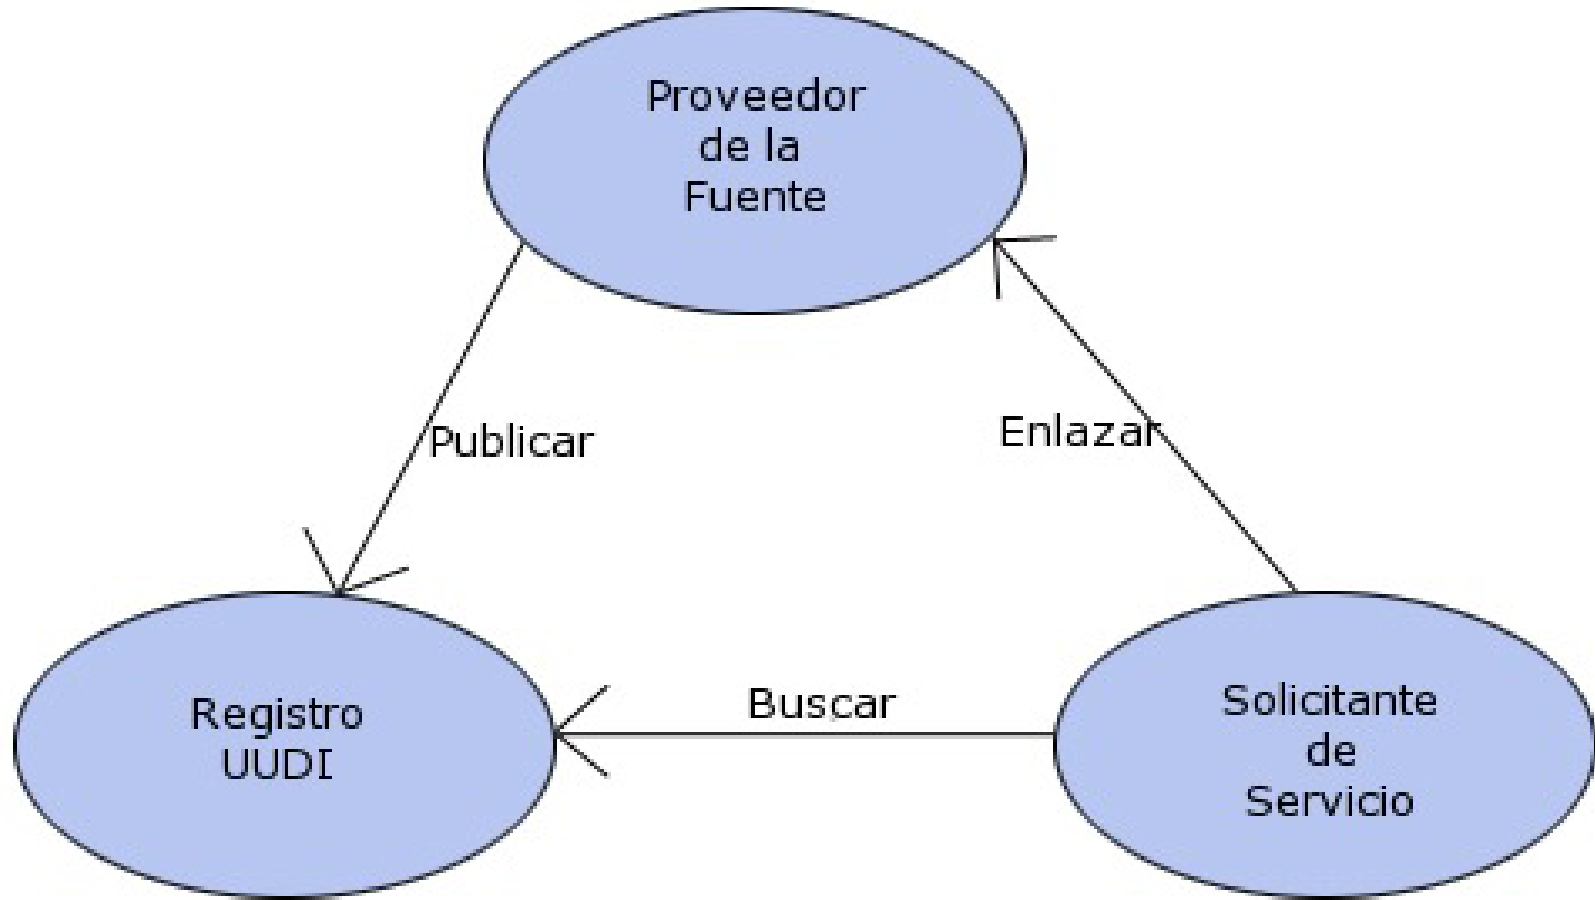 Proveedor
de la
Fuente
Publicar
Enlazar
Registro
UUDI
Buscar
Solicitante
de
Servicio